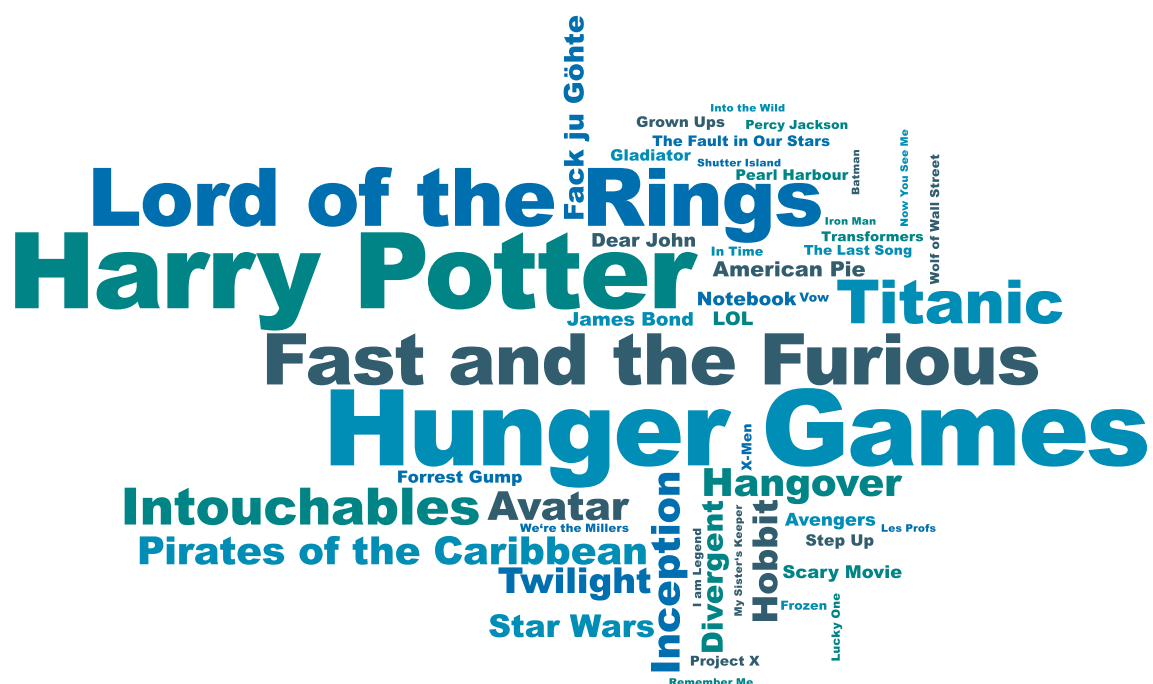 Fack ju Göhte
Into the Wild
Grown Ups
Percy Jackson
The Fault in Our Stars
Gladiator
Shutter Island
Pearl Harbour
Batman
Now You See Me
Wolf of Wall Street
Lord of the Rings
Iron Man
Transformers
Dear John
In Time
The Last Song
Harry Potter
American Pie
Notebook
Vow
Titanic
James Bond
LOL
Fast and the Furious
Hunger Games
X-Men
Forrest Gump
Hangover
Intouchables
Avatar
We're the Millers
Inception
Divergent
I am Legend
My Sister's Keeper
Hobbit
Avengers
Les Profs
Step Up
Pirates of the Caribbean
Twilight
Scary Movie
Frozen
Lucky One
Star Wars
Project X
Remember Me